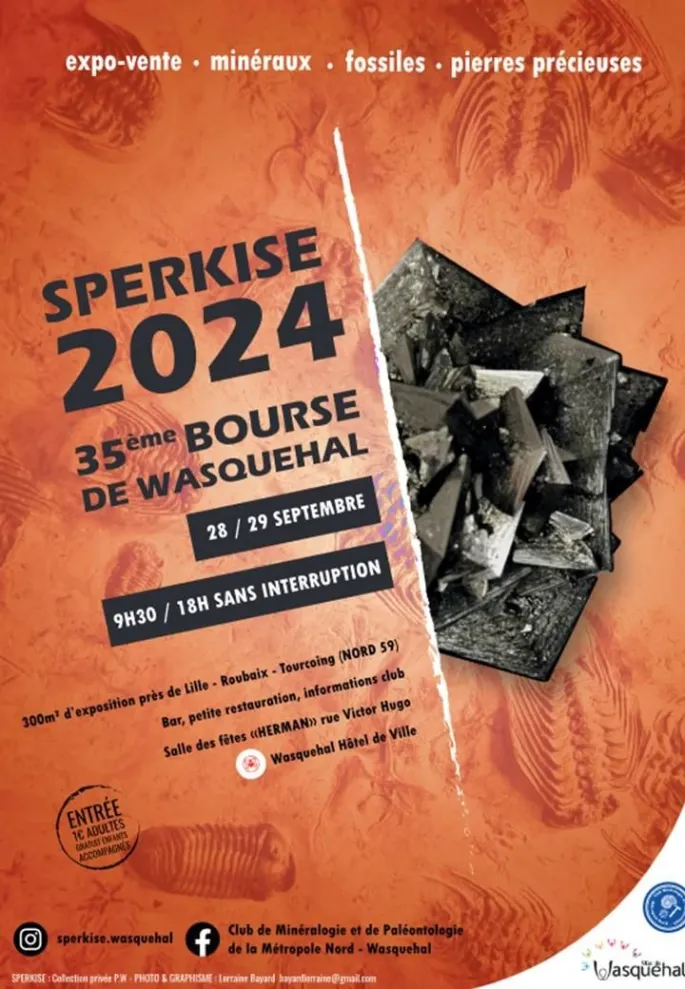 expo-vente • minéraux • fossiles • pierres précieuses
SPERKISE
2024
35ème BOURSE
DE WASQUEHAL
28 / 29 SEPTEMBRE
9H30 / 18H SANS INTERRUPTION
300m² d'exposition près de Lille - Roubaix - Tourcoing (NORD 59)
Bar, petite restauration, informations club
Salle des fêtes «HERMAN» rue Victor Hugo
Wasquehal Hôtel de Ville
ENTRÉE
1€ ADULTES
GRATUIT ENFANTS
ACCOMPAGNÉS
sperkise.wasquehal
Club de Minéralogie et de Paléontologie
de la Métropole Nord - Wasquehal
Wasquehal
SPERKISE : Collection privée P.W - PHOTO & GRAPHISME : Lorraine Bayard bayardlorraine@gmail.com